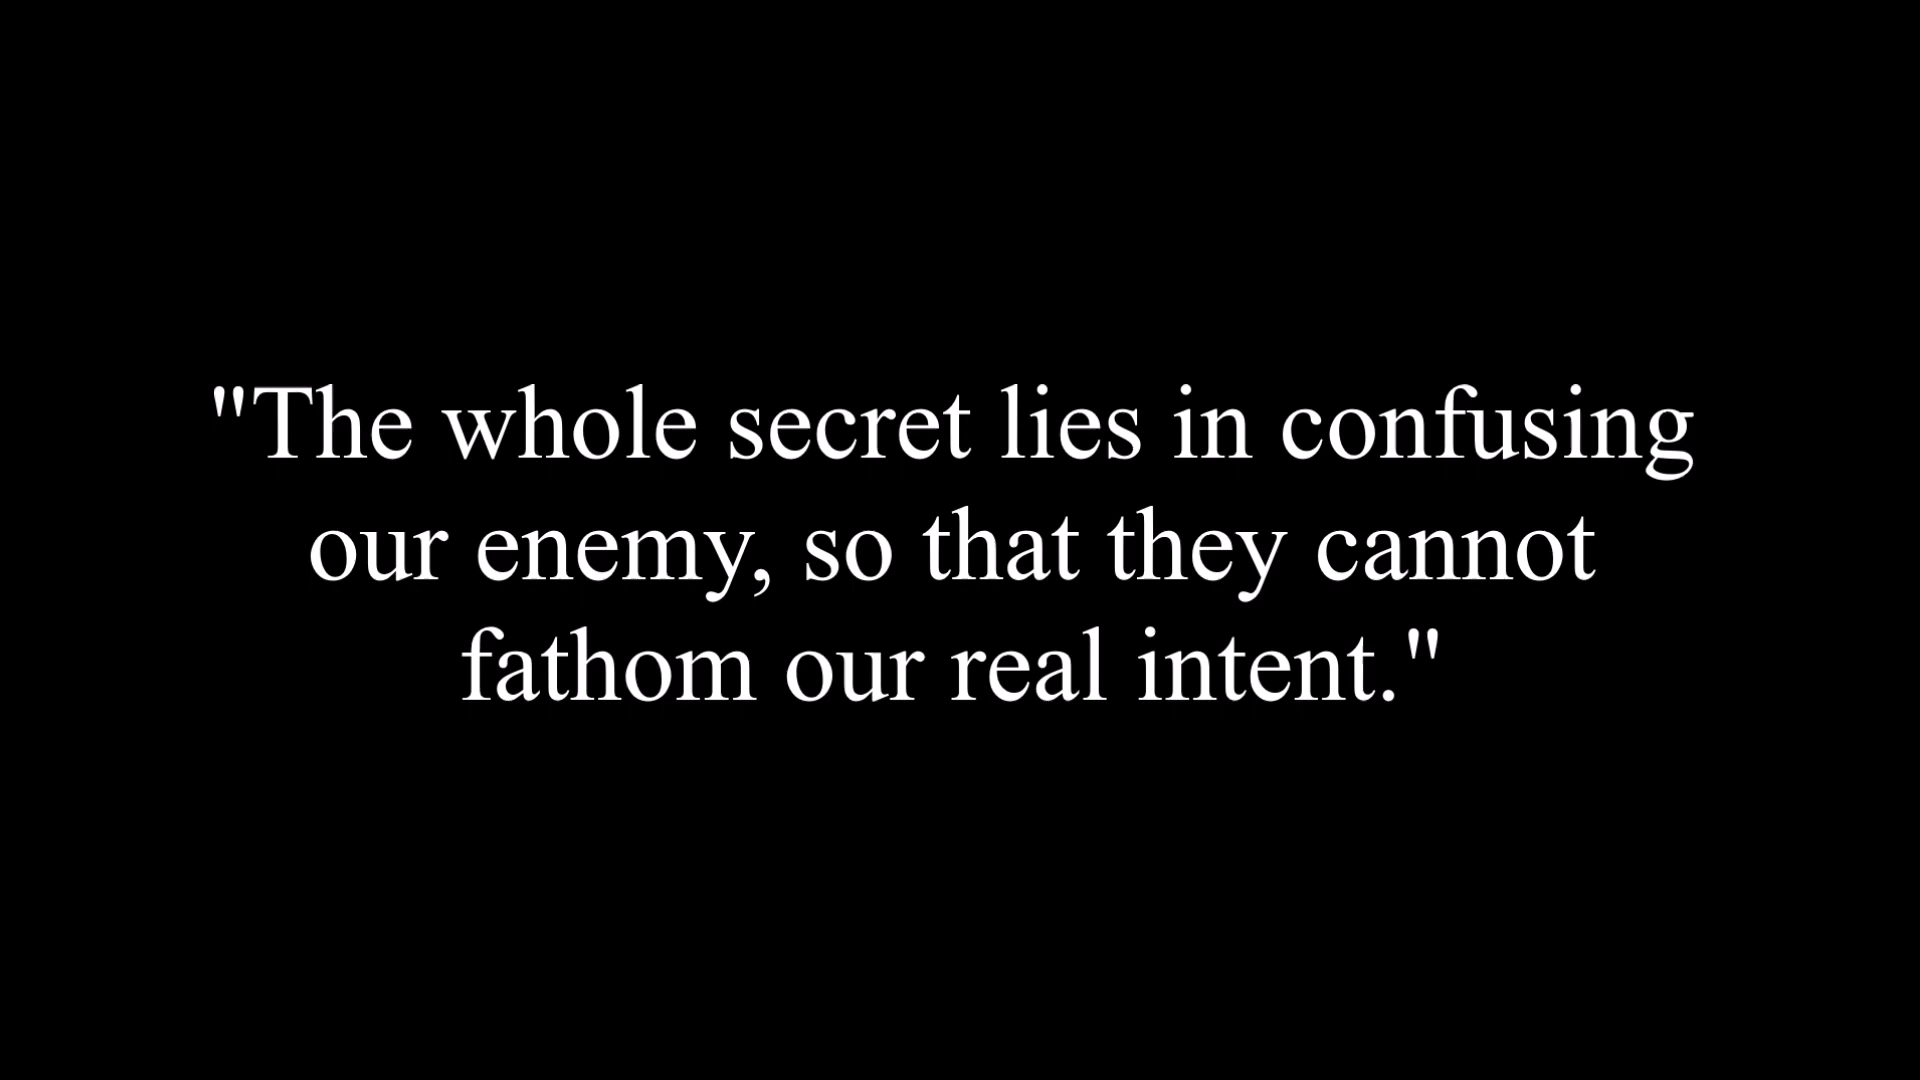 "The whole secret lies in confusing
our enemy, so that they cannot
fathom our real intent."